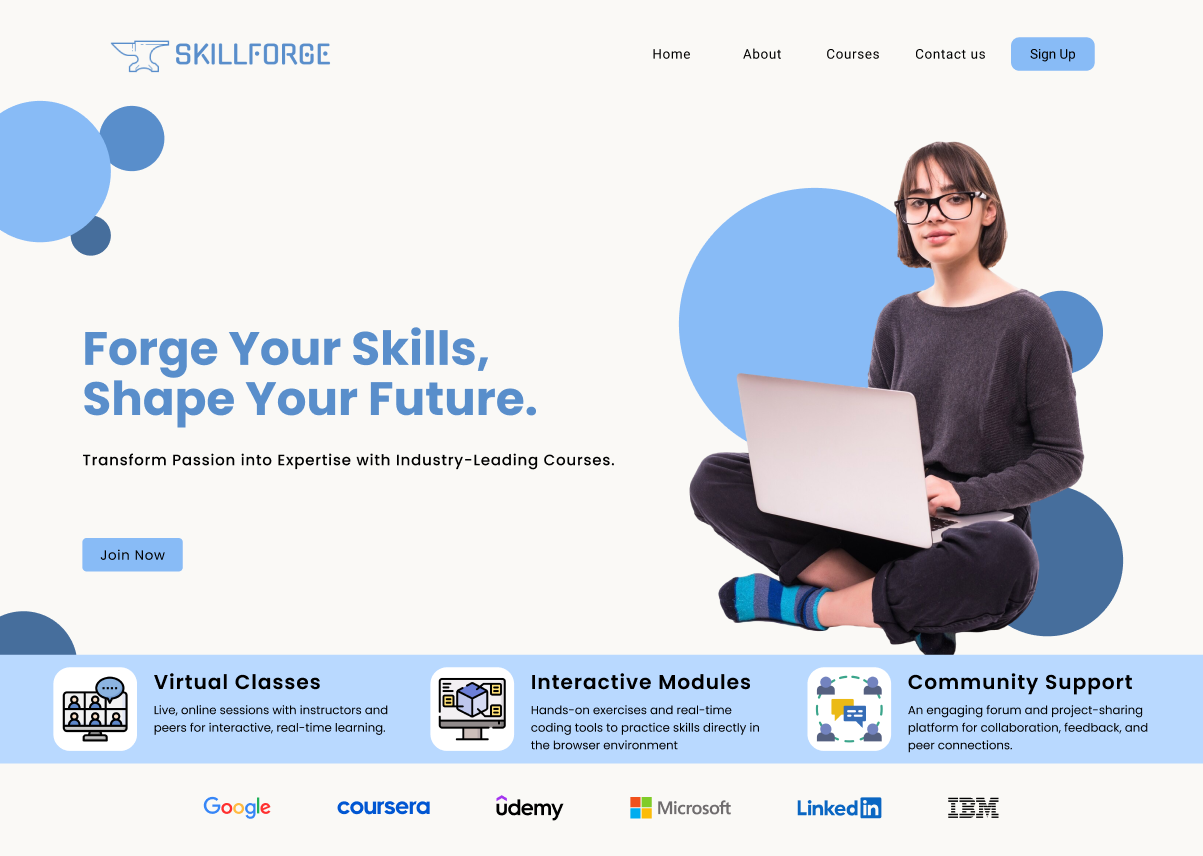 SKILLFORGE
Home About Courses Contact us Sign Up
Forge Your Skills,
Shape Your Future.
Transform Passion into Expertise with Industry-Leading Courses.
Join Now
Virtual Classes
Live, online sessions with instructors and
peers for interactive, real-time learning.
Interactive Modules
Hands-on exercises and real-time
coding tools to practice skills directly in
the browser environment
Community Support
An engaging forum and project-sharing
platform for collaboration, feedback, and
peer connections.
Google coursera ûdemy Microsoft Linkedin IBM